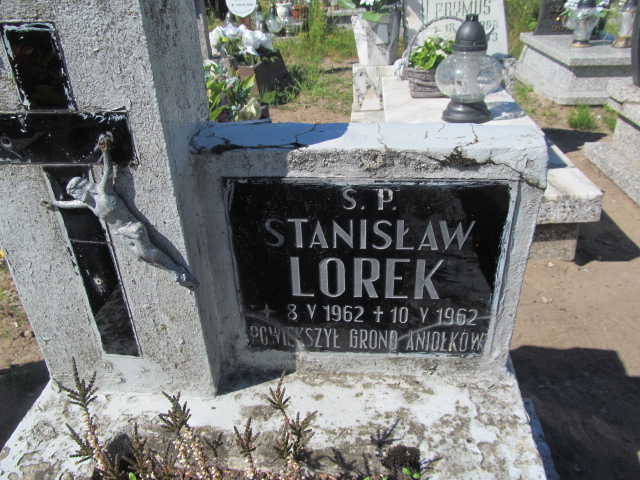 S. P.
STANISŁAW
LOREK
* 8 V 1962 + 10 V 1962
POWIĘKSZYŁ GRONO ANIOŁKÓW